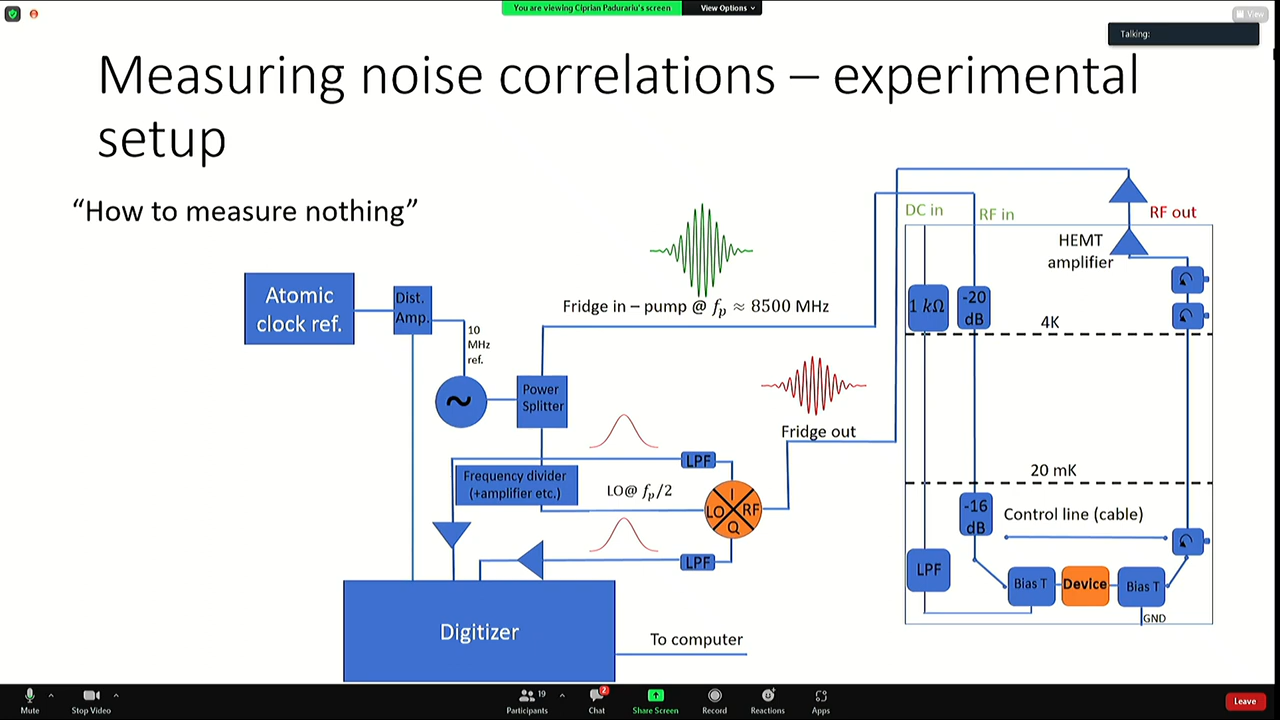 You are viewing Ciprian Padurariu's screen
View Options
View
Talking:
Measuring noise correlations – experimental
setup
“How to measure nothing”
Atomic
clock ref.
Dist.
Amp.
10
MHz
ref.
~
Power
Splitter
Fridge in – pump @ fp ≈ 8500 MHz
Fridge out
Frequency divider
(+amplifier etc.)
LO@ fp/2
LPF
I
LO
RF
Q
LPF
Digitizer
To computer
DC in
RF in
RF out
HEMT
amplifier
1 kΩ
-20
dB
4K
20 mK
-16
dB
Control line (cable)
LPF
Bias T
Device
Bias T
GND
Mute
Stop Video
19
Participants
2
Chat
Share Screen
Record
Reactions
Apps
Leave